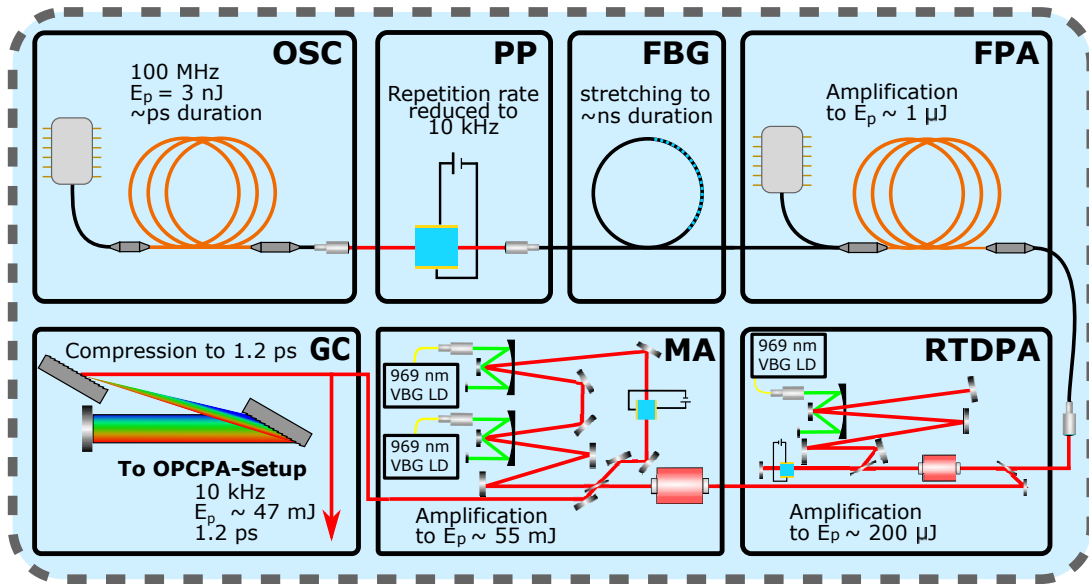 OSC
100 MHz
Eₚ = 3 nJ
~ps duration
PP
Repetition rate
reduced to
10 kHz
FBG
stretching to
~ns duration
FPA
Amplification
to Eₚ ~ 1 µJ
GC
Compression to 1.2 ps
To OPCPA-Setup
10 kHz
Eₚ ~ 47 mJ
1.2 ps
MA
969 nm
VBG LD
969 nm
VBG LD
Amplification
to Eₚ ~ 55 mJ
RTDPA
969 nm
VBG LD
Amplification
to Eₚ ~ 200 µJ